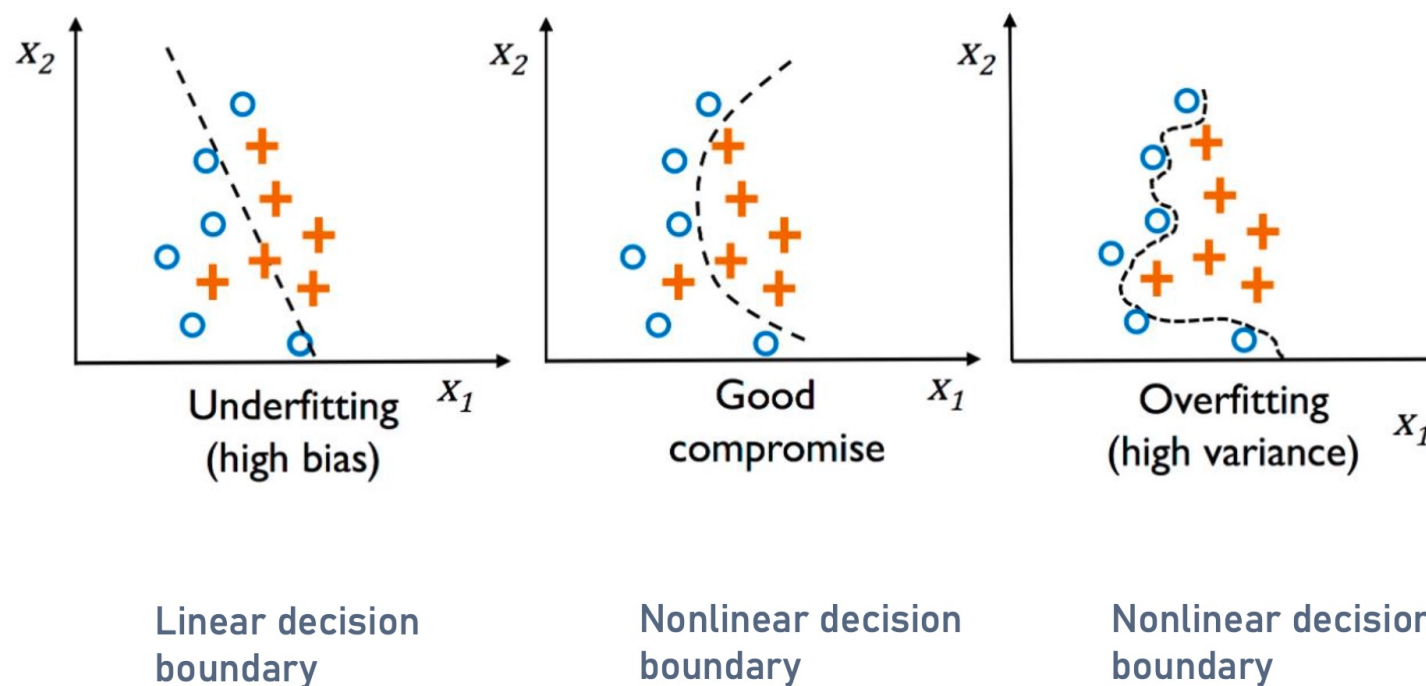 X2
X2
X2
X1
X1
X1
Underfitting
(high bias)
Good
compromise
Overfitting
(high variance)
Linear decision
boundary
Nonlinear decision
boundary
Nonlinear decision
boundary